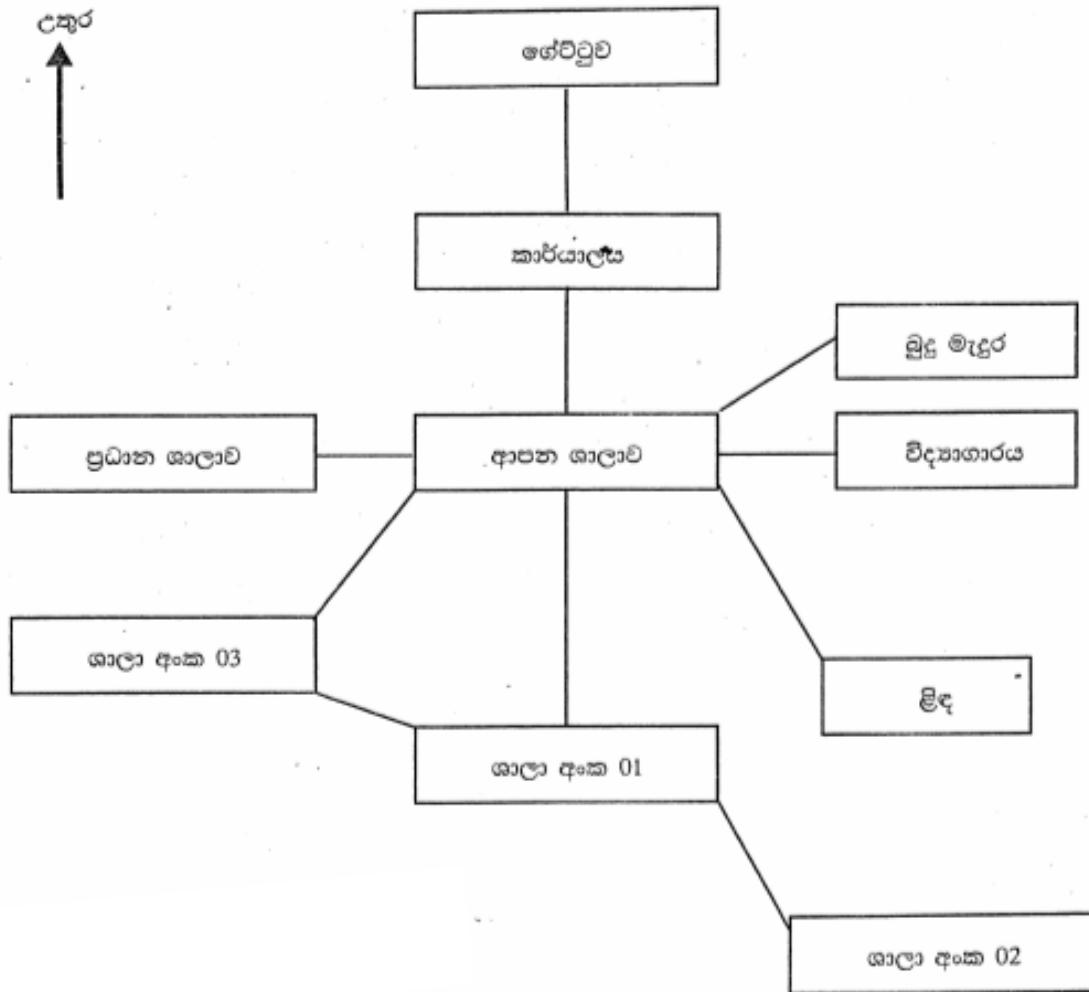 උතුර
ගේට්ටුව
කාර්යාලය
බුදු මැදුර
ප්‍රධාන ශාලාව
ආපන ශාලාව
විද්‍යාගාරය
ශාලා අංක 03
ළිඳ
ශාලා අංක 01
ශාලා අංක 02